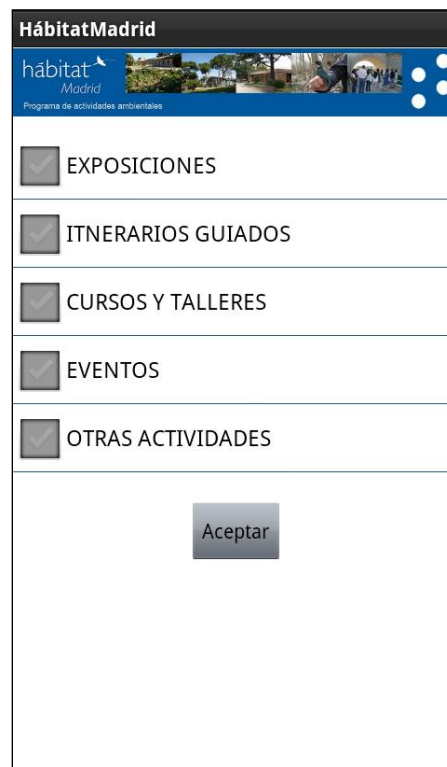 HábitatMadrid
hábitat
Madrid
Programa de actividades ambientales
EXPOSICIONES
ITNERARIOS GUIADOS
CURSOS Y TALLERES
EVENTOS
OTRAS ACTIVIDADES
Aceptar